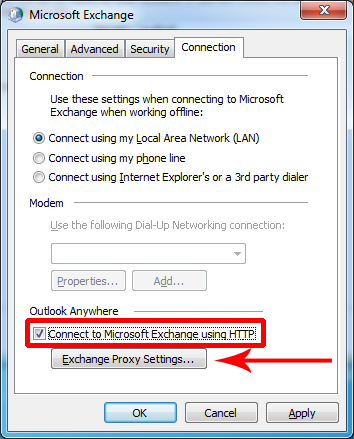 Microsoft Exchange
General Advanced Security Connection
Connection
Use these settings when connecting to Microsoft
Exchange when working offline:
Connect using my Local Area Network (LAN)
Connect using my phone line
Connect using Internet Explorer's or a 3rd party dialer
Modem
Use the following Dial-Up Networking connection:
Properties... Add...
Outlook Anywhere
Connect to Microsoft Exchange using HTTP
Exchange Proxy Settings...
OK Cancel Apply